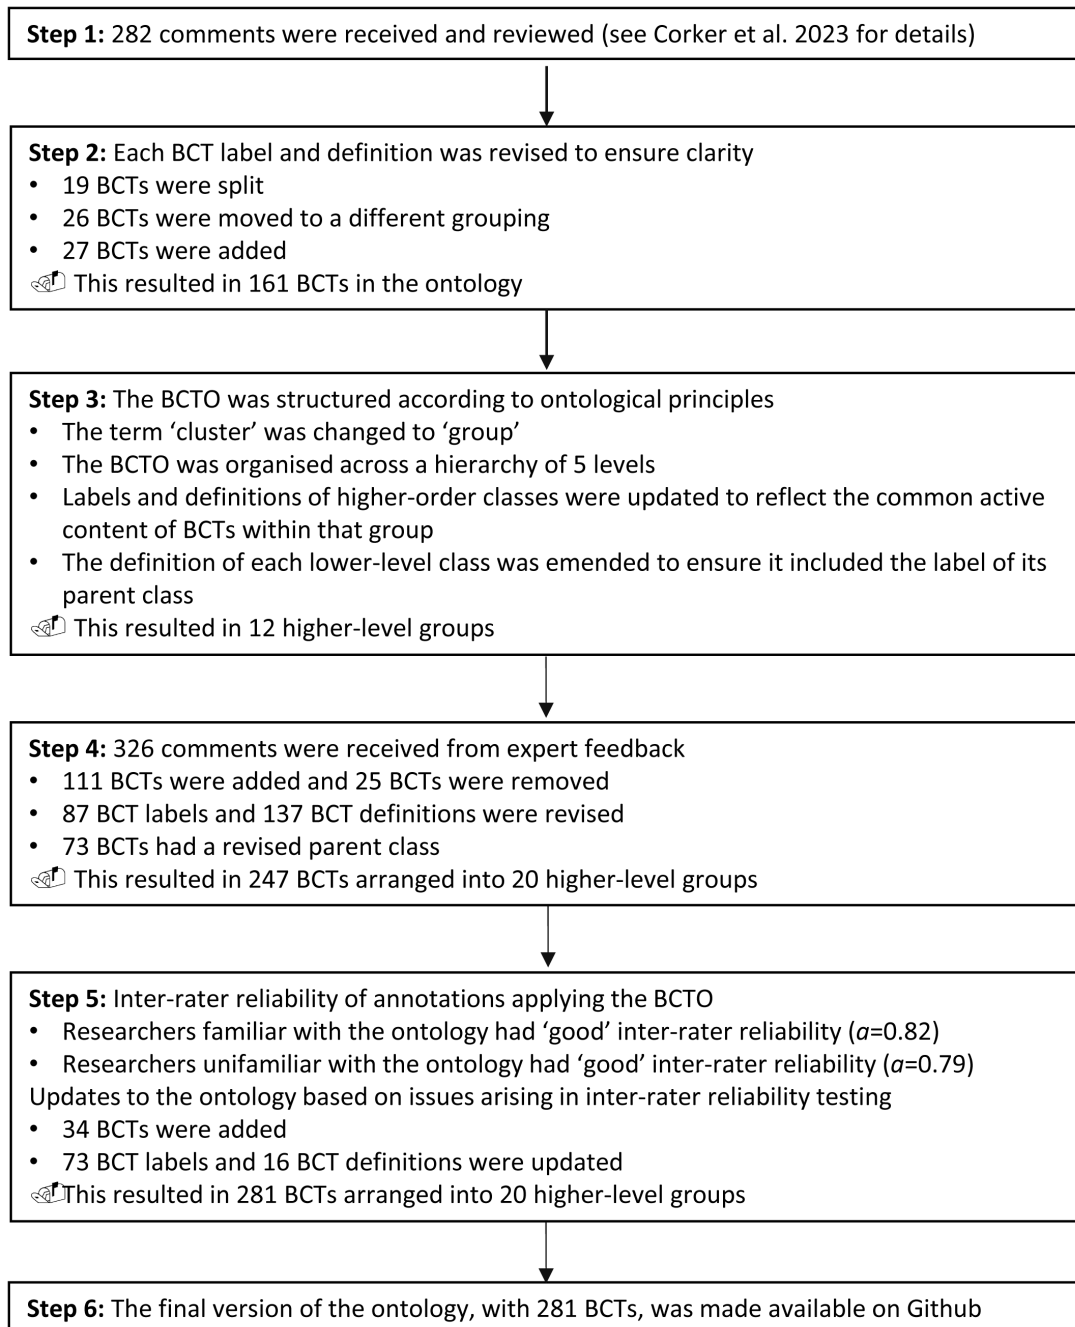 Step 1: 282 comments were received and reviewed (see Corker et al. 2023 for details)
Step 2: Each BCT label and definition was revised to ensure clarity
• 19 BCTs were split
• 26 BCTs were moved to a different grouping
• 27 BCTs were added
This resulted in 161 BCTs in the ontology
Step 3: The BCTO was structured according to ontological principles
• The term ‘cluster’ was changed to ‘group’
• The BCTO was organised across a hierarchy of 5 levels
• Labels and definitions of higher-order classes were updated to reflect the common active
content of BCTs within that group
• The definition of each lower-level class was emended to ensure it included the label of its
parent class
This resulted in 12 higher-level groups
Step 4: 326 comments were received from expert feedback
• 111 BCTs were added and 25 BCTs were removed
• 87 BCT labels and 137 BCT definitions were revised
• 73 BCTs had a revised parent class
This resulted in 247 BCTs arranged into 20 higher-level groups
Step 5: Inter-rater reliability of annotations applying the BCTO
• Researchers familiar with the ontology had ‘good’ inter-rater reliability (a=0.82)
• Researchers unifamiliar with the ontology had ‘good’ inter-rater reliability (a=0.79)
Updates to the ontology based on issues arising in inter-rater reliability testing
• 34 BCTs were added
• 73 BCT labels and 16 BCT definitions were updated
This resulted in 281 BCTs arranged into 20 higher-level groups
Step 6: The final version of the ontology, with 281 BCTs, was made available on Github